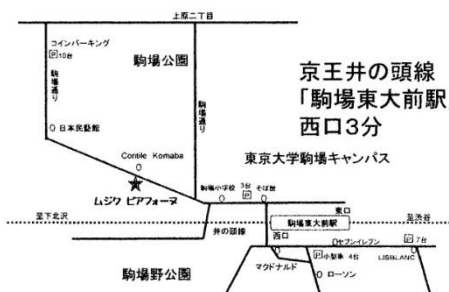 上原二丁目
コインパーキング
P 10台
駒場公園
駒場通り
駒場通り
京王井の頭線
「駒場東大前駅」
西口3分
日本民藝館
東京大学駒場キャンパス
Contile Komaba
ムジク ピアフォーヌ
駒場小学校
3台
P
そば屋
東口
至下北沢
井の頭線
駒場東大前駅
至渋谷
西口
セブンイレブン
P 7台
マクドナルド
P 小型車 4台
LISBLANC
駒場野公園
ローソン